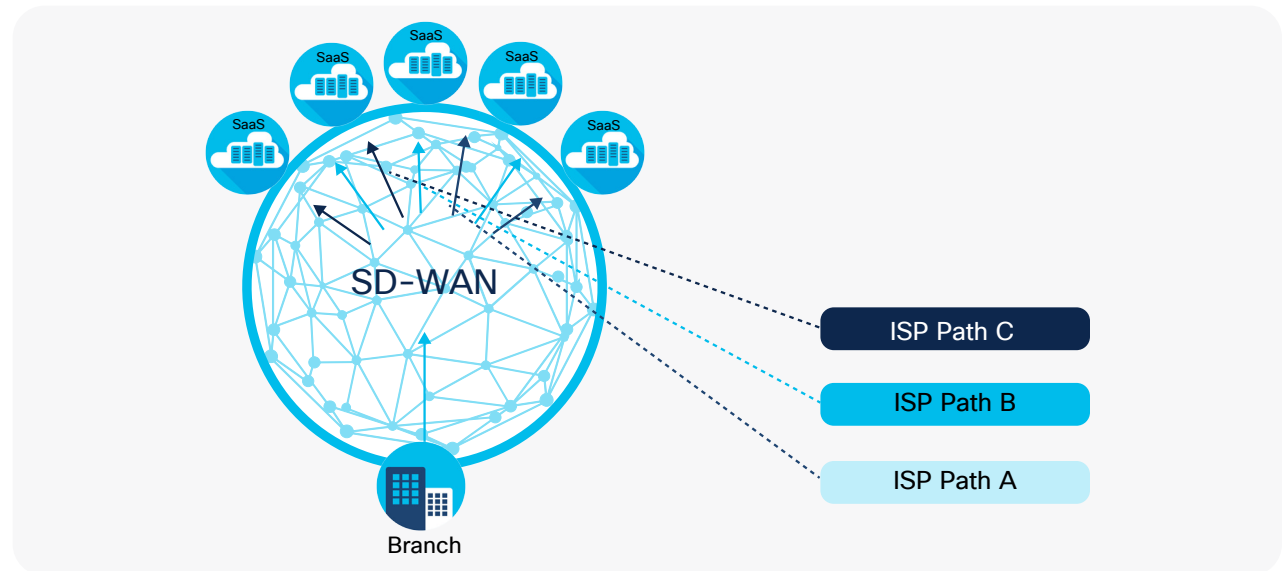 SaaS
SaaS
SaaS
SaaS
SaaS
SD-WAN
ISP Path C
ISP Path B
ISP Path A
Branch